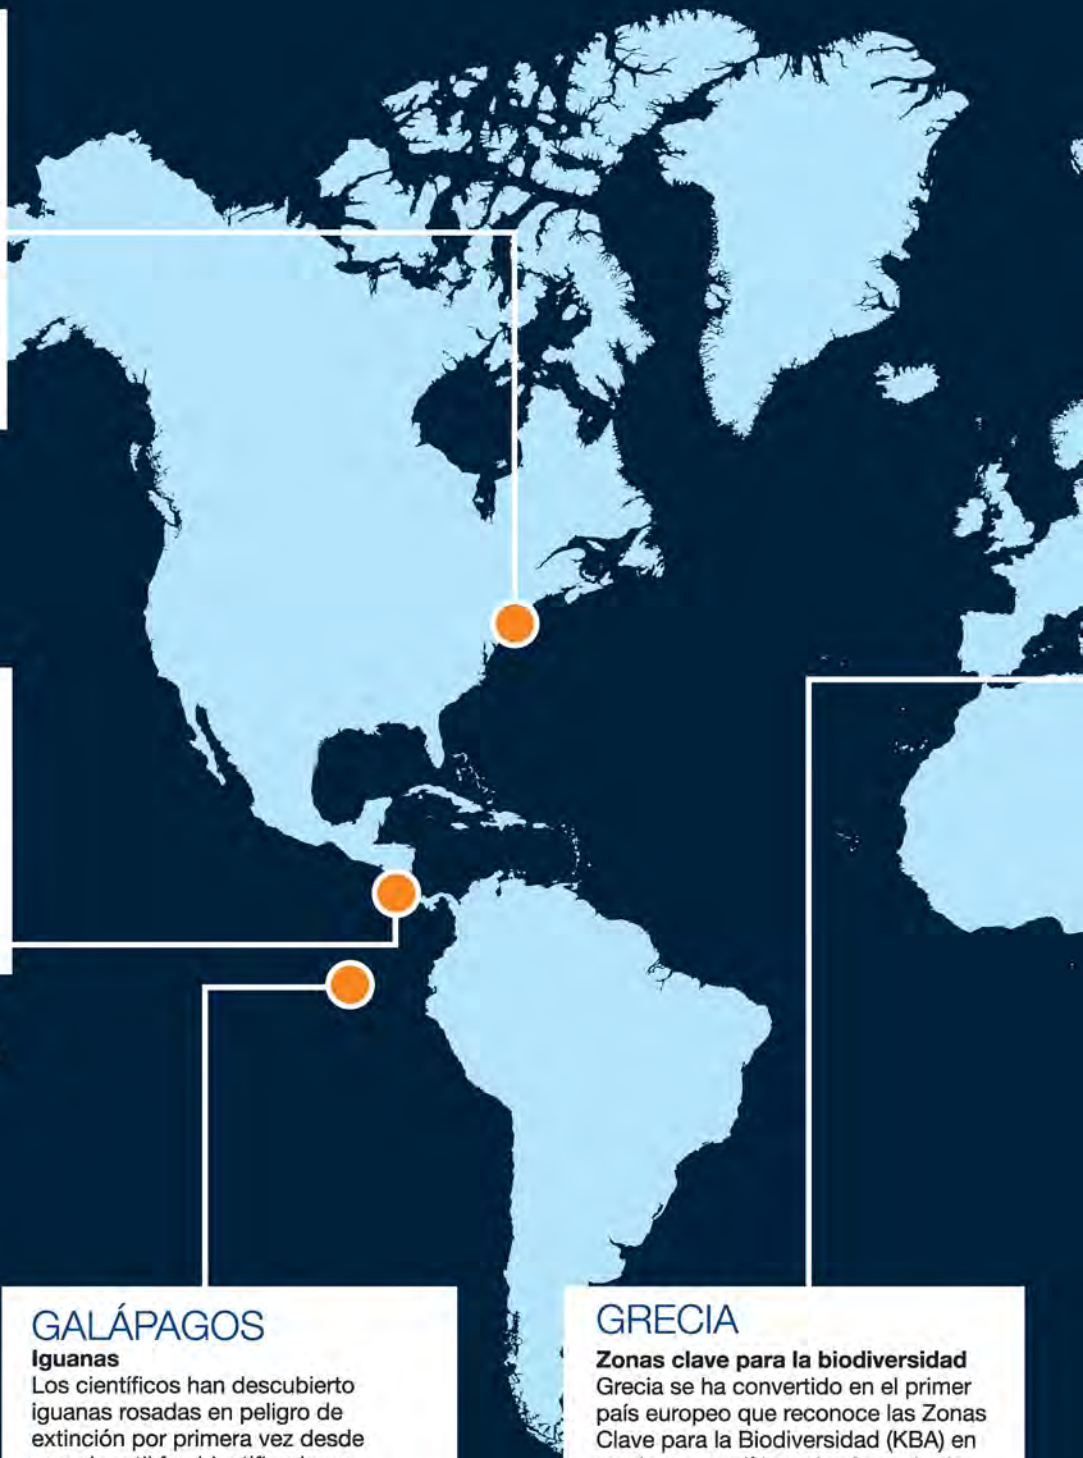 GALÁPAGOS
Iguanas
Los científicos han descubierto
iguanas rosadas en peligro de
extinción por primera vez desde
GRECIA
Zonas clave para la biodiversidad
Grecia se ha convertido en el primer
país europeo que reconoce las Zonas
Clave para la Biodiversidad (KBA) en